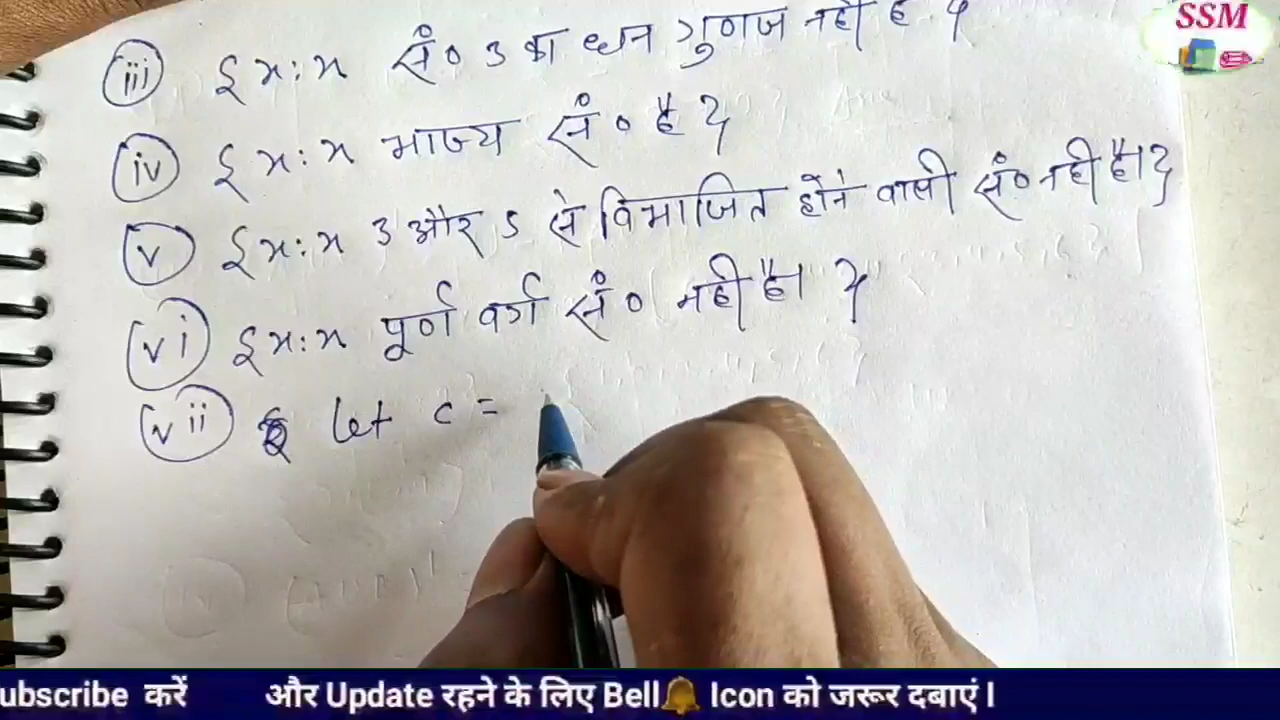 SSM
(iii) {x:x सं० 3 का धन गुणज नही है }
(iv) {x:x भाज्य सं० है }
(v) {x:x 3 और 5 से विभाजित होने वाली सं० नही है। }
(vi) {x:x पूर्ण वर्ग सं० नही है। }
(vii) Let c =
ubscribe करें और Update रहने के लिए Bell🔔 Icon को जरूर दबाएं l